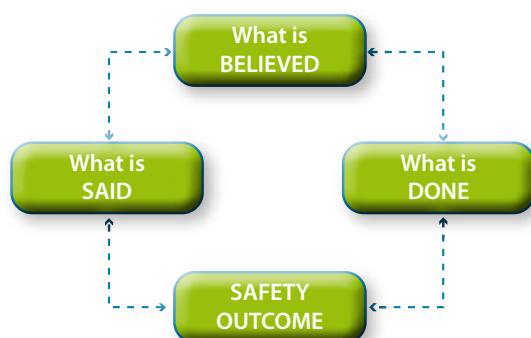 What is
BELIEVED
What is
SAID
What is
DONE
SAFETY
OUTCOME